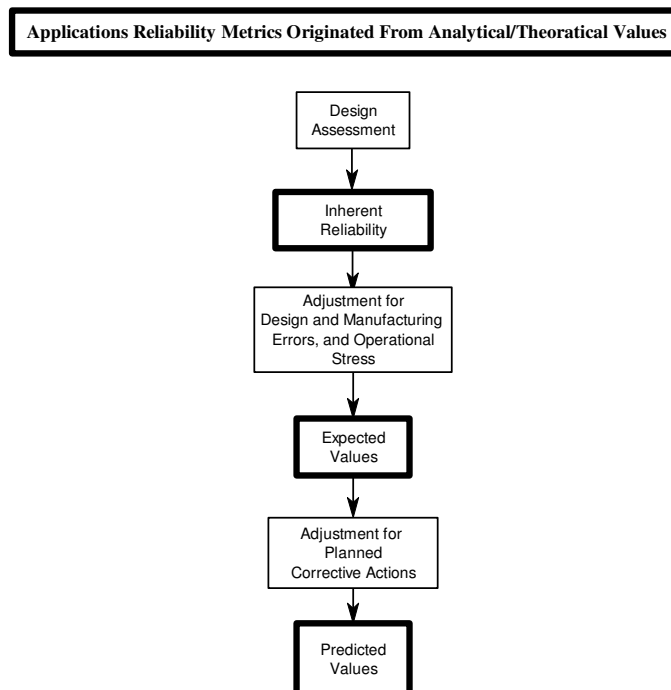 Applications Reliability Metrics Originated From Analytical/Theoratical Values
Design
Assessment
Inherent
Reliability
Adjustment for
Design and Manufacturing
Errors, and Operational
Stress
Expected
Values
Adjustment for
Planned
Corrective Actions
Predicted
Values